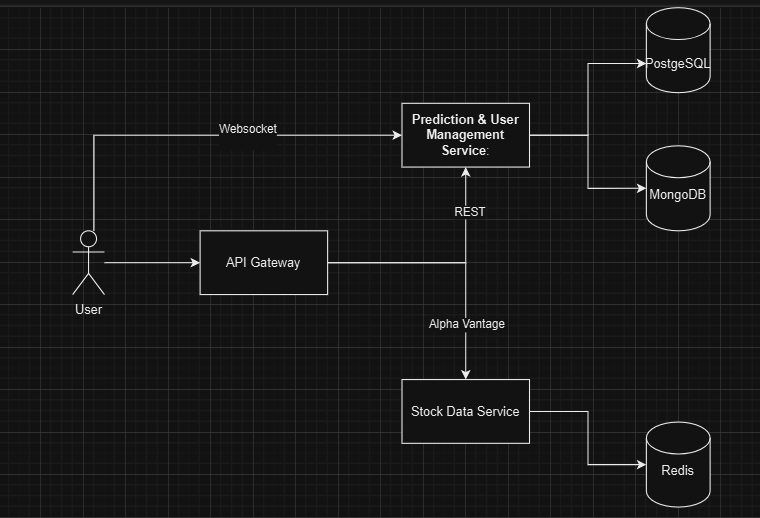 PostgeSQL
Websocket
Prediction & User
Management
Service:
MongoDB
REST
API Gateway
User
Alpha Vantage
Stock Data Service
Redis